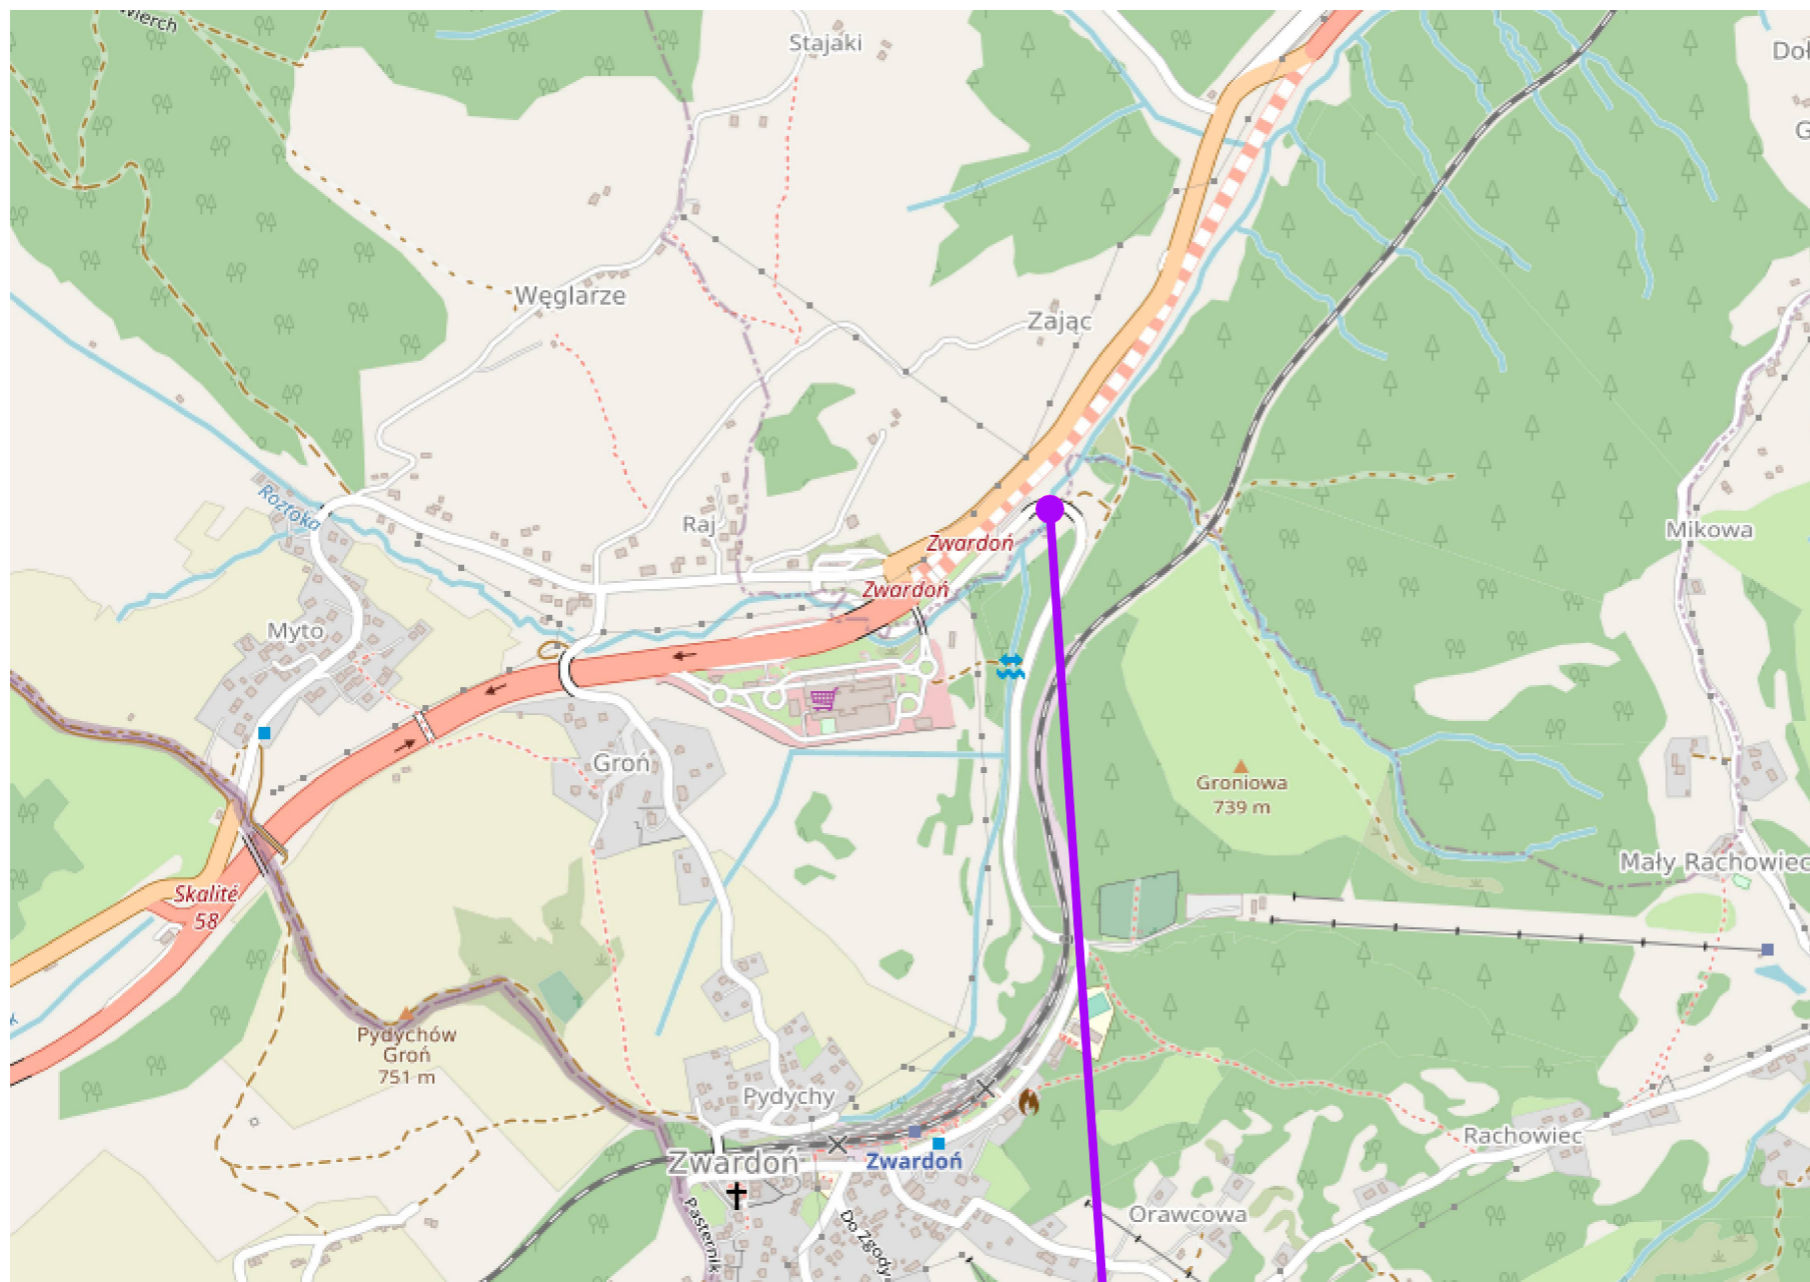 Wierch
Stajaki
Węglarze
Zając
Roztoka
Raj
Zwardoń
Mikowa
Zwardoń
Myto
Groń
Groniowa
739 m
Mały Rachowiec
Skalité
58
Pydychów
Groń
751 m
Pydychy
Rachowiec
Zwardoń
Zwardoń
Orawcowa
Pasternik
Do Zgody